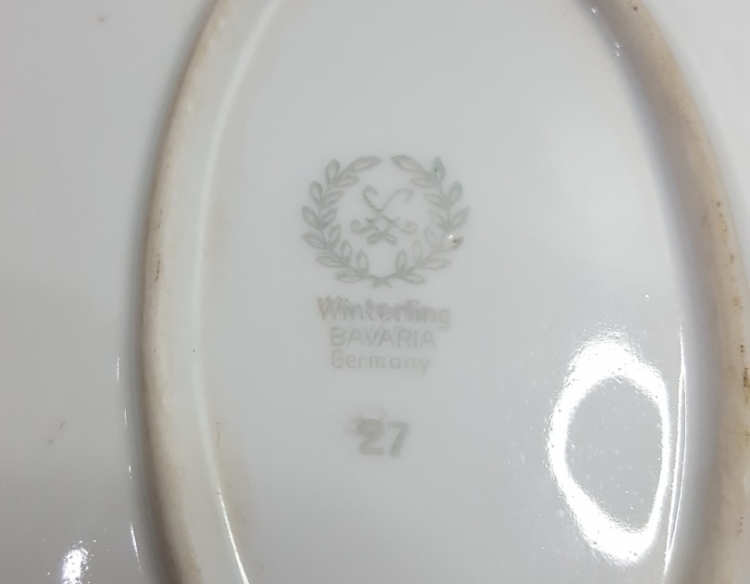 Winterling
BAVARIA
Germany
27